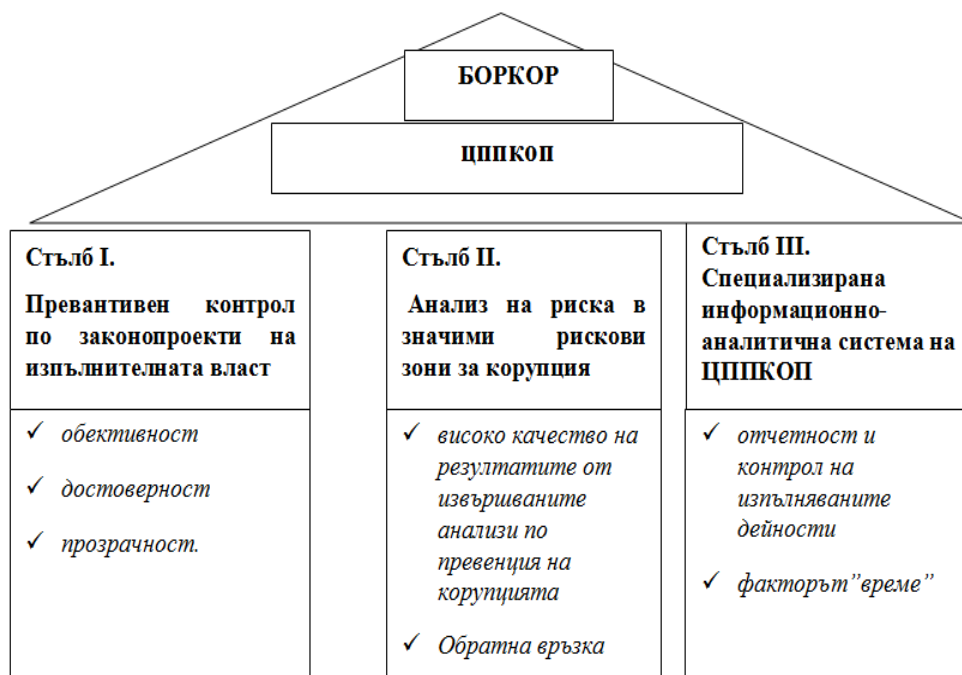 БОРКОР
ЦППКОП
Стълб I.
Превантивен контрол
по законопроекти на
изпълнителната власт
✓ обективност
✓ достоверност
✓ прозрачност.
Стълб II.
Анализ на риска в
значими рискови
зони за корупция
✓ високо качество на
резултатите от
извършваните
анализи по
превенция на
корупцията
✓ Обратна връзка
Стълб III.
Специализирана
информационно-
аналитична система на
ЦППКОП
✓ отчетност и
контрол на
изпълняваните
дейности
✓ факторът”време”